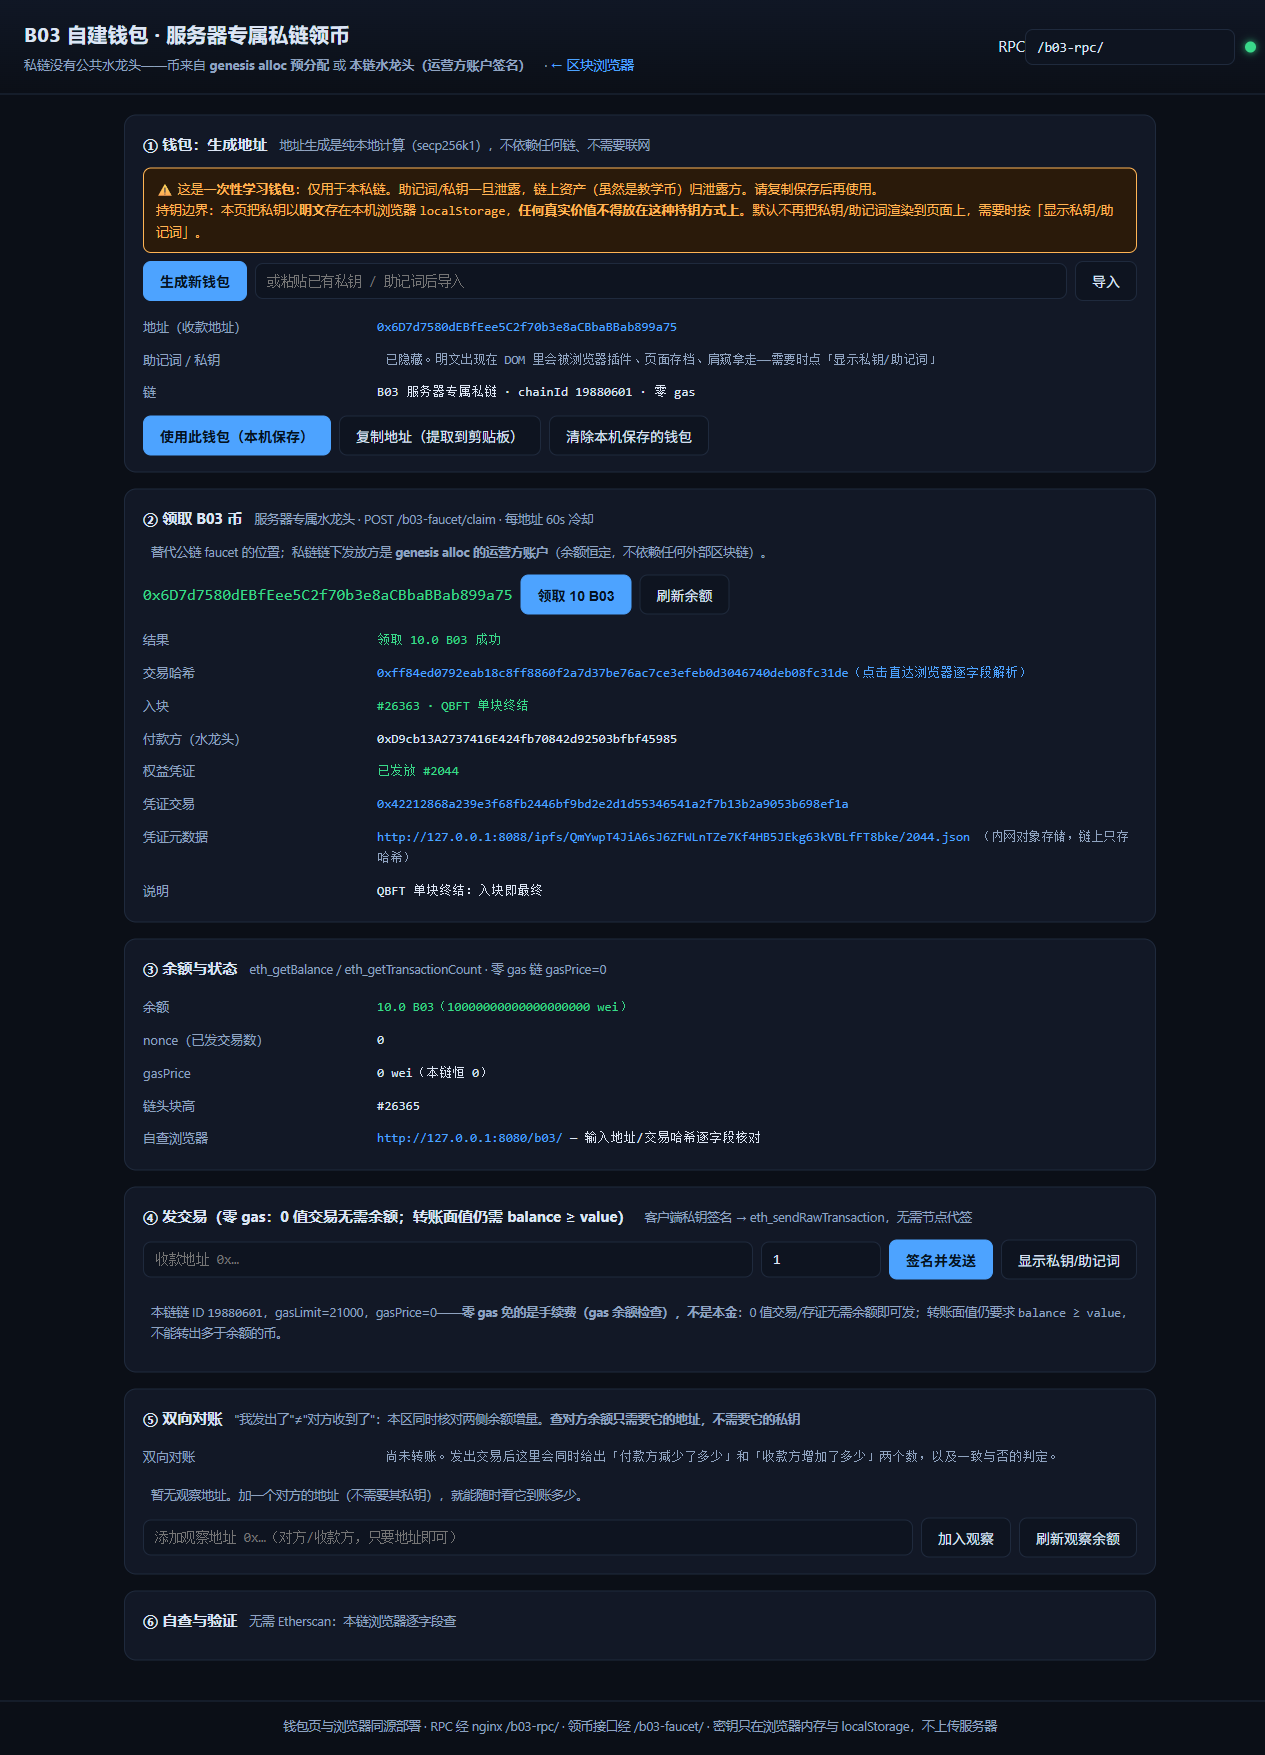 B03 自建钱包 · 服务器专属私链领币
私链没有公共水龙头——币来自 genesis alloc 预分配 或 本链水龙头（运营方账户签名） · ← 区块浏览器
RPC /b03-rpc/
① 钱包：生成地址 地址生成是纯本地计算（secp256k1），不依赖任何链、不需要联网
⚠ 这是一次性学习钱包：仅用于本私链。助记词/私钥一旦泄露，链上资产（虽然是教学币）归泄露方。请复制保存后再使用。
持钥边界：本页把私钥以明文存在本机浏览器 localStorage，任何真实价值不得放在这种持钥方式上。默认不再把私钥/助记词渲染到页面上，需要时按「显示私钥/助
记词」。
生成新钱包 或粘贴已有私钥 / 助记词后导入 导入
地址（收款地址） 0x6D7d7580dEBfEee5C2f70b3e8aCBbaBBab899a75
助记词 / 私钥 已隐藏。明文出现在 DOM 里会被浏览器插件、页面存档、肩窥拿走——需要时点「显示私钥/助记词」
链 B03 服务器专属私链 · chainId 19880601 · 零 gas
使用此钱包（本机保存） 复制地址（提取到剪贴板） 清除本机保存的钱包
② 领取 B03 币 服务器专属水龙头 · POST /b03-faucet/claim · 每地址 60s 冷却
替代公链 faucet 的位置；私链链下发放方是 genesis alloc 的运营方账户（余额恒定，不依赖任何外部区块链）。
0x6D7d7580dEBfEee5C2f70b3e8aCBbaBBab899a75 领取 10 B03 刷新余额
结果 领取 10.0 B03 成功
交易哈希 0xff84ed0792eab18c8ff8860f2a7d37be76ac7ce3efeb0d3046740deb08fc31de（点击直达浏览器逐字段解析）
入块 #26363 · QBFT 单块终结
付款方（水龙头） 0xD9cb13A2737416E424fb70842d92503bfbf45985
权益凭证 已发放 #2044
凭证交易 0x42212868a239e3f68fb2446bf9bd2e2d1d55346541a2f7b13b2a9053b698ef1a
凭证元数据 http://127.0.0.1:8088/ipfs/QmYwpT4JiA6sJ6ZFWLnTZe7Kf4HB5JEkg63kVBLfFT8bke/2044.json （内网对象存储，链上只存
哈希）
说明 QBFT 单块终结：入块即最终
③ 余额与状态 eth_getBalance / eth_getTransactionCount · 零 gas 链 gasPrice=0
余额 10.0 B03（10000000000000000000 wei）
nonce（已发交易数） 0
gasPrice 0 wei（本链恒 0）
链头块高 #26365
自查浏览器 http://127.0.0.1:8080/b03/ — 输入地址/交易哈希逐字段核对
④ 发交易（零 gas：0 值交易无需余额；转账面值仍需 balance ≥ value） 客户端私钥签名 → eth_sendRawTransaction，无需节点代签
收款地址 0x… 1 签名并发送 显示私钥/助记词
本链链 ID 19880601，gasLimit=21000，gasPrice=0——零 gas 免的是手续费（gas 余额检查），不是本金：0 值交易/存证无需余额即可发；转账面值仍要求 balance ≥ value，
不能转出多于余额的币。
⑤ 双向对账 "我发出了"≠"对方收到了"：本区同时核对两侧余额增量。查对方余额只需要它的地址，不需要它的私钥
双向对账 尚未转账。发出交易后这里会同时给出「付款方减少了多少」和「收款方增加了多少」两个数，以及一致与否的判定。
暂无观察地址。加一个对方的地址（不需要其私钥），就能随时看它到账多少。
添加观察地址 0x…（对方/收款方，只要地址即可） 加入观察 刷新观察余额
⑥ 自查与验证 无需 Etherscan：本链浏览器逐字段查
钱包页与浏览器同源部署 · RPC 经 nginx /b03-rpc/ · 领币接口经 /b03-faucet/ · 密钥只在浏览器内存与 localStorage，不上传服务器